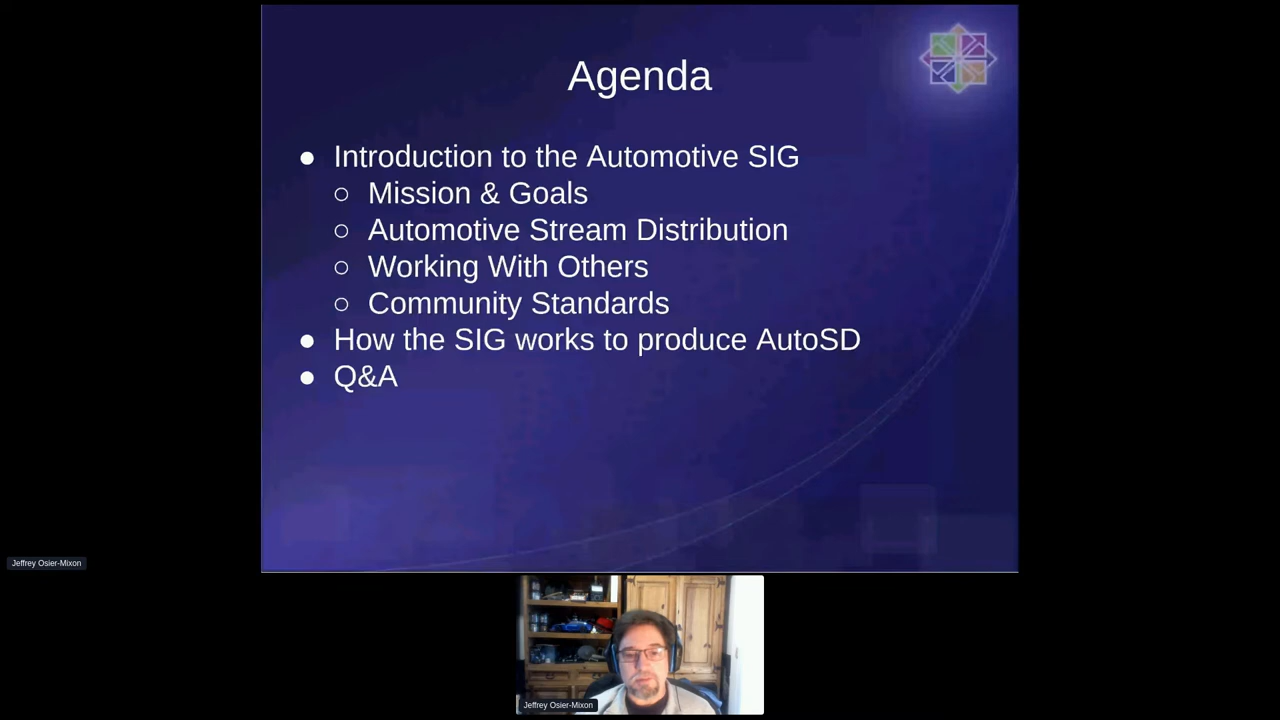 Agenda
● Introduction to the Automotive SIG
○ Mission & Goals
○ Automotive Stream Distribution
○ Working With Others
○ Community Standards
● How the SIG works to produce AutoSD
● Q&A
Jeffrey Osier-Mixon
Jeffrey Osier-Mixon